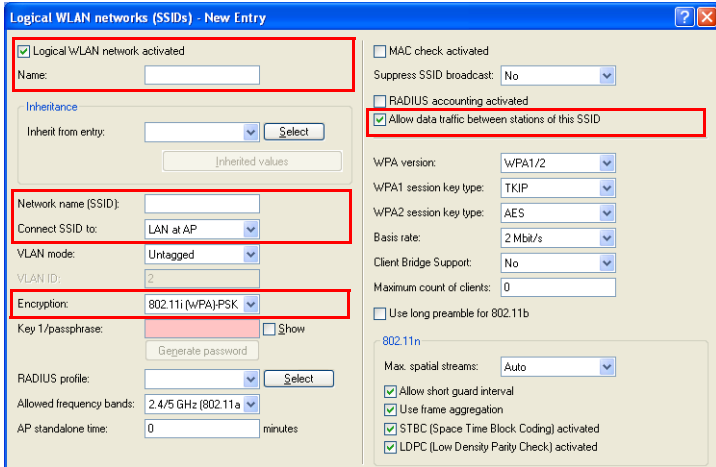 Logical WLAN networks (SSIDs) - New Entry
Logical WLAN network activated
Name:
Inheritance
Inherit from entry:
Select
Inherited values
Network name (SSID):
Connect SSID to: LAN at AP
VLAN mode: Untagged
VLAN ID: 2
Encryption: 802.11i (WPA)-PSK
Key 1/passphrase: Show
Generate password
RADIUS profile: Select
Allowed frequency bands: 2.4/5 GHz (802.11a
AP standalone time: 0 minutes
MAC check activated
Suppress SSID broadcast: No
RADIUS accounting activated
Allow data traffic between stations of this SSID
WPA version: WPA1/2
WPA1 session key type: TKIP
WPA2 session key type: AES
Basis rate: 2 Mbit/s
Client Bridge Support: No
Maximum count of clients: 0
Use long preamble for 802.11b
802.11n
Max. spatial streams: Auto
Allow short guard interval
Use frame aggregation
STBC (Space Time Block Coding) activated
LDPC (Low Density Parity Check) activated